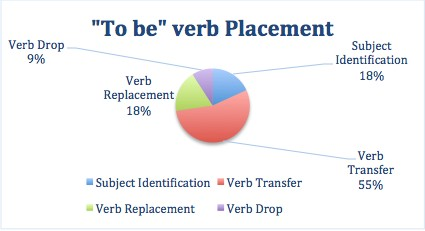 "To be" verb Placement
Verb Drop
9%
Subject
Identification
18%
Verb
Replacement
18%
Verb
Transfer
55%
Subject Identification Verb Transfer
Verb Replacement Verb Drop